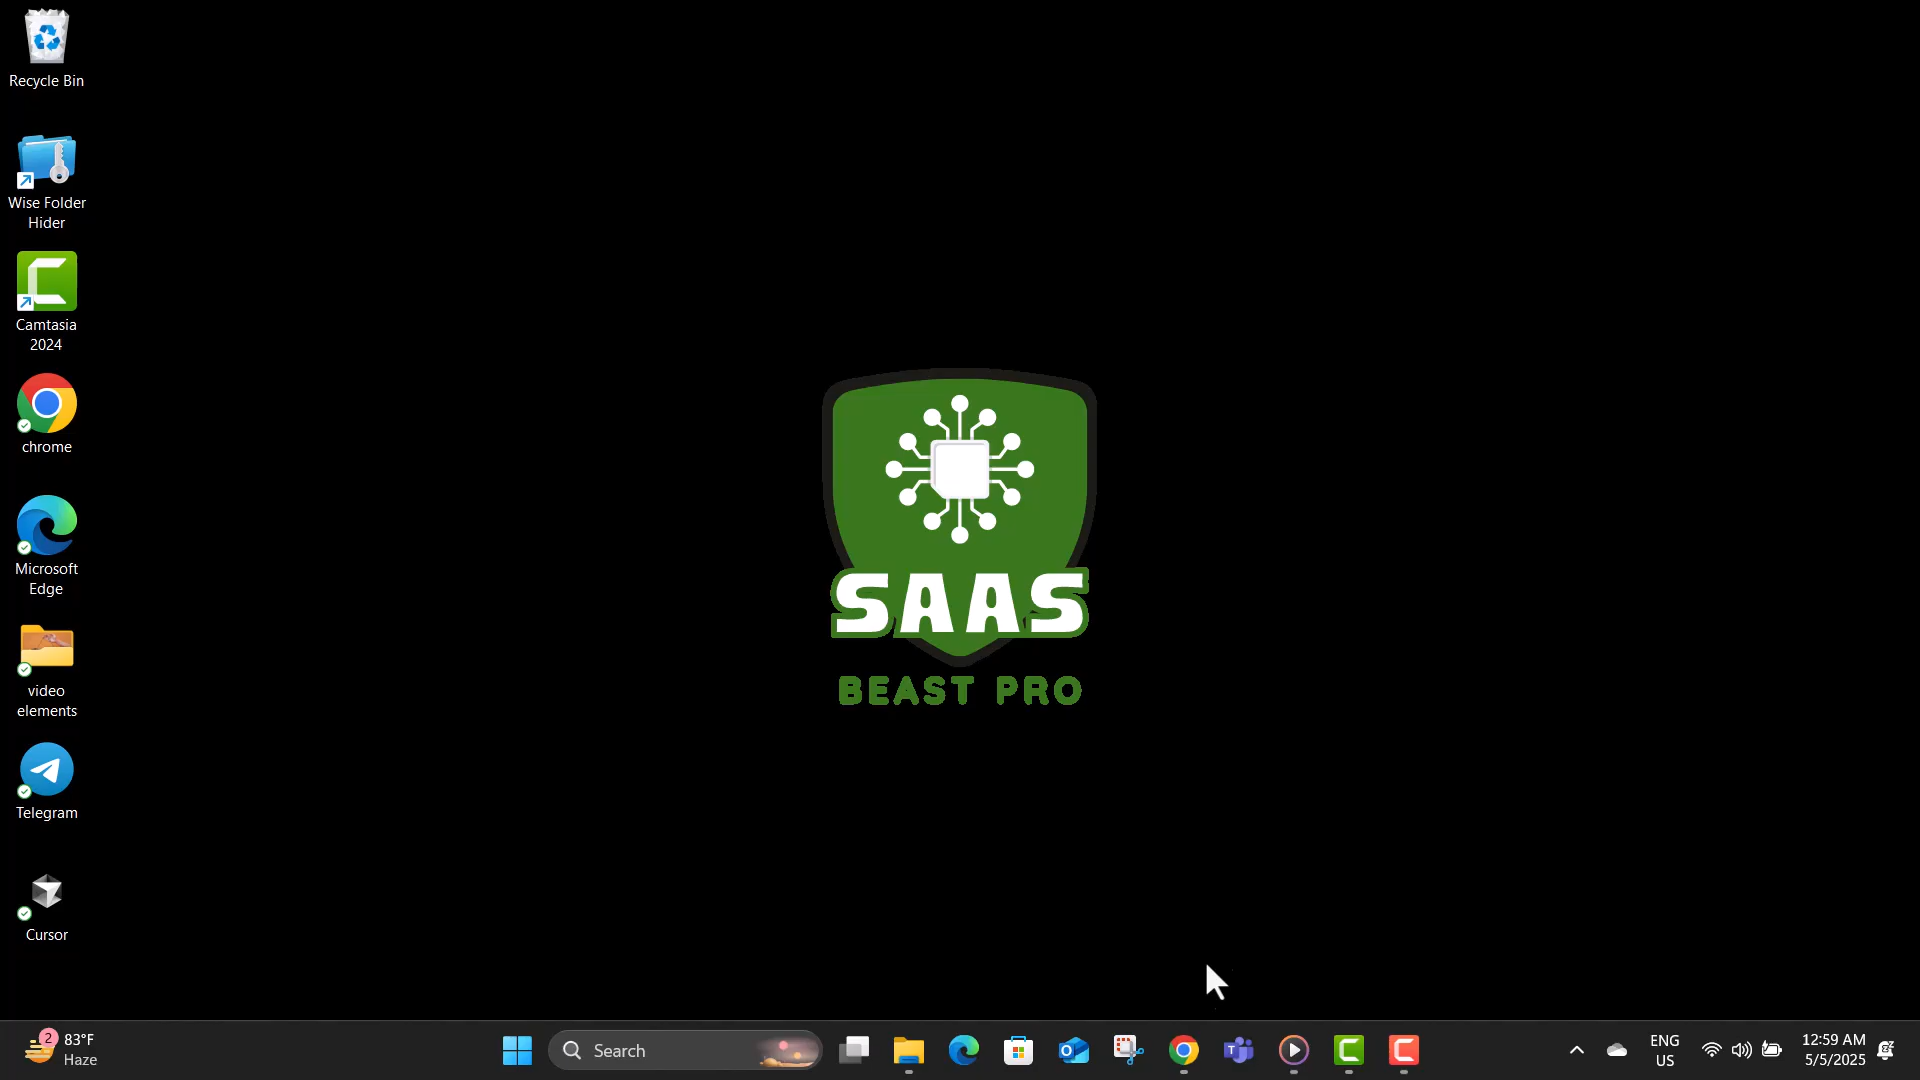 Recycle Bin
Wise Folder
Hider
Camtasia
2024
chrome
Microsoft
Edge
video
elements
Telegram
Cursor
SAAS
BEAST PRO
2
83°F
Haze
Search
ENG
US
12:59 AM
5/5/2025